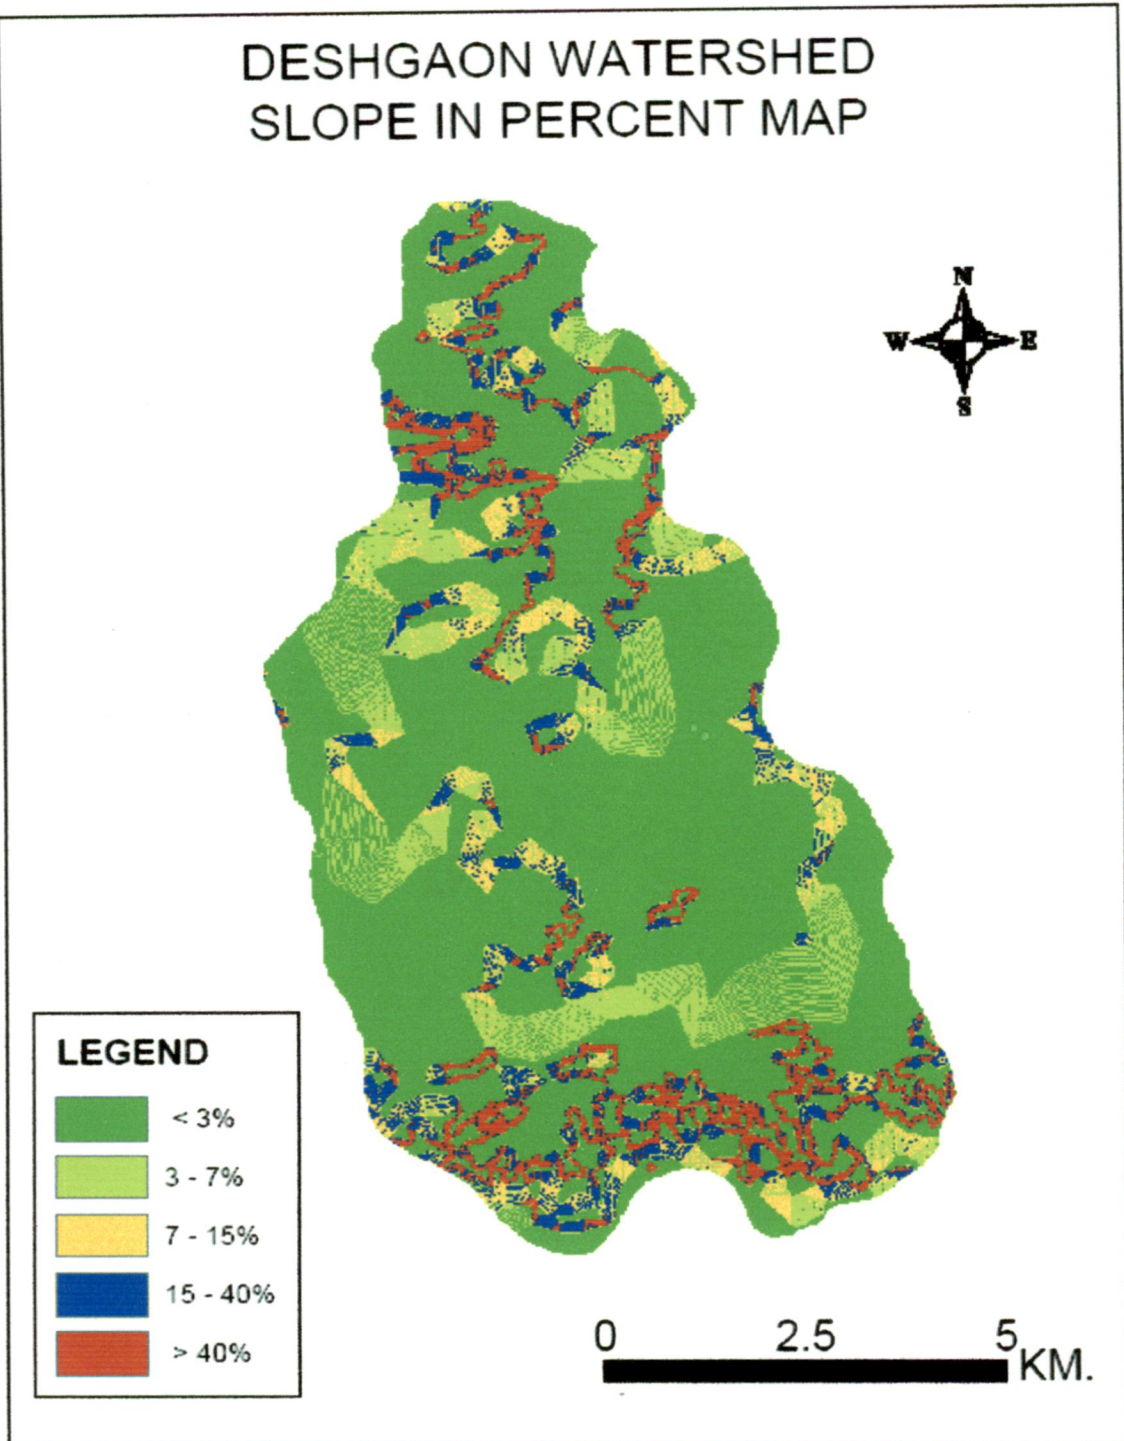 DESHGAON WATERSHED
SLOPE IN PERCENT MAP
N
W E
S
LEGEND
< 3%
3 - 7%
7 - 15%
15 - 40%
> 40%
0 2.5 5
KM.